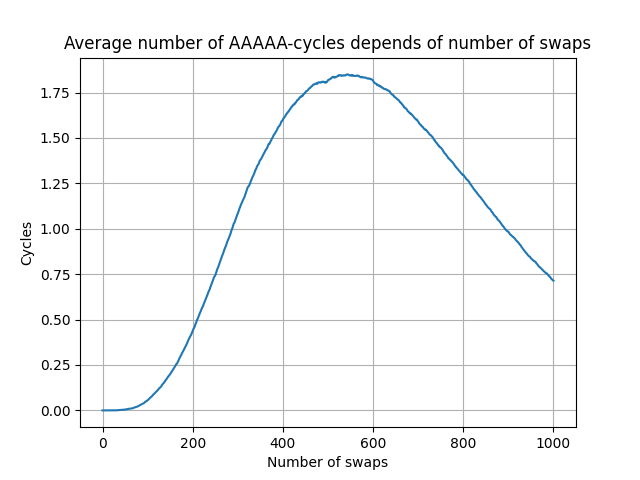 Average number of AAAAA-cycles depends of number of swaps
1.75
1.50
1.25
1.00
0.75
0.50
0.25
0.00
Cycles
0 200 400 600 800 1000
Number of swaps